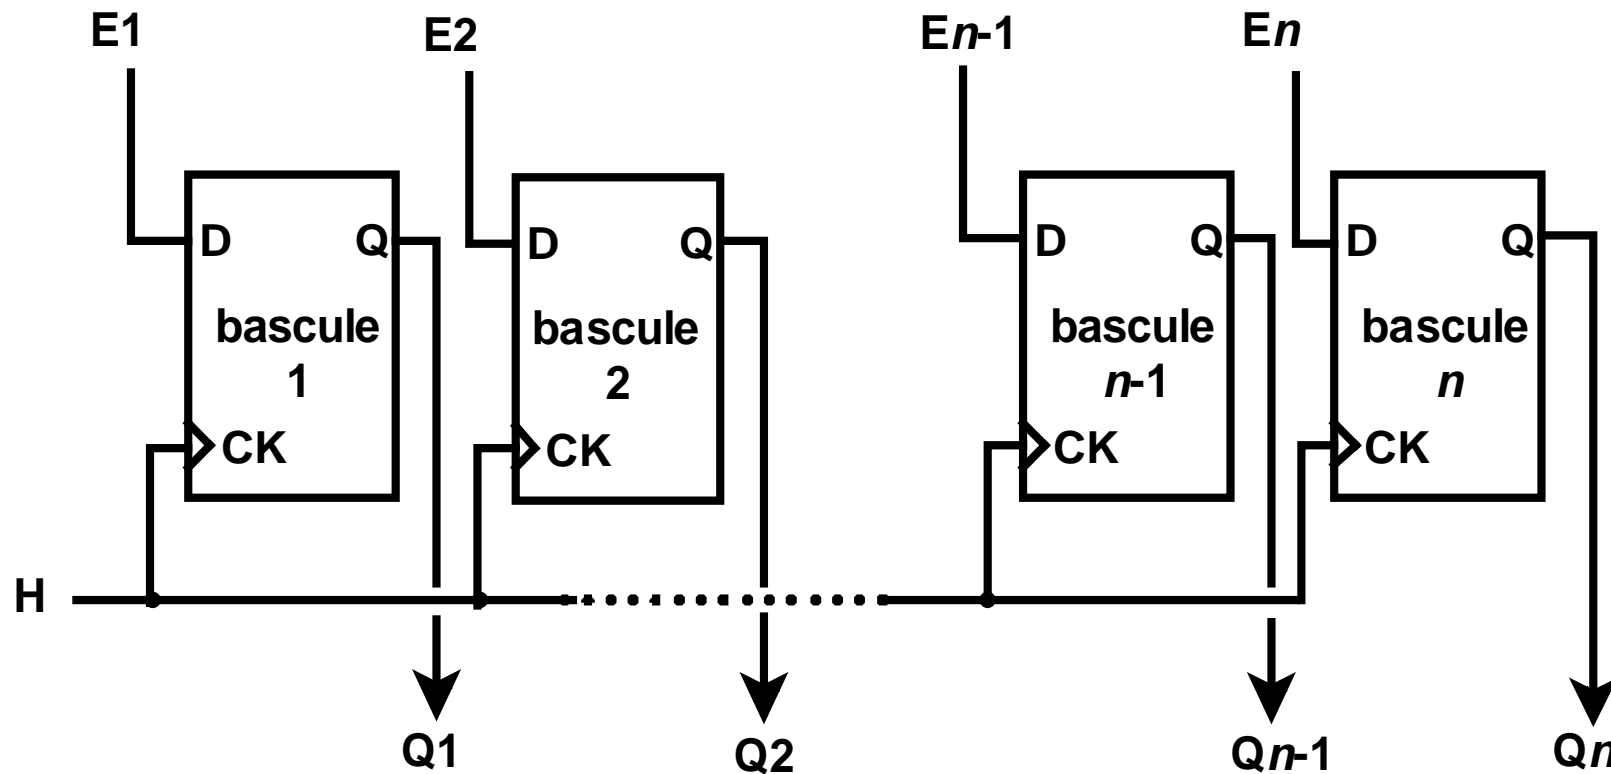 E1 E2 En-1 En
D Q D Q D Q D Q
bascule 1
bascule 2
bascule n-1
bascule n
CK CK CK CK
H
Q1 Q2 Qn-1 Qn